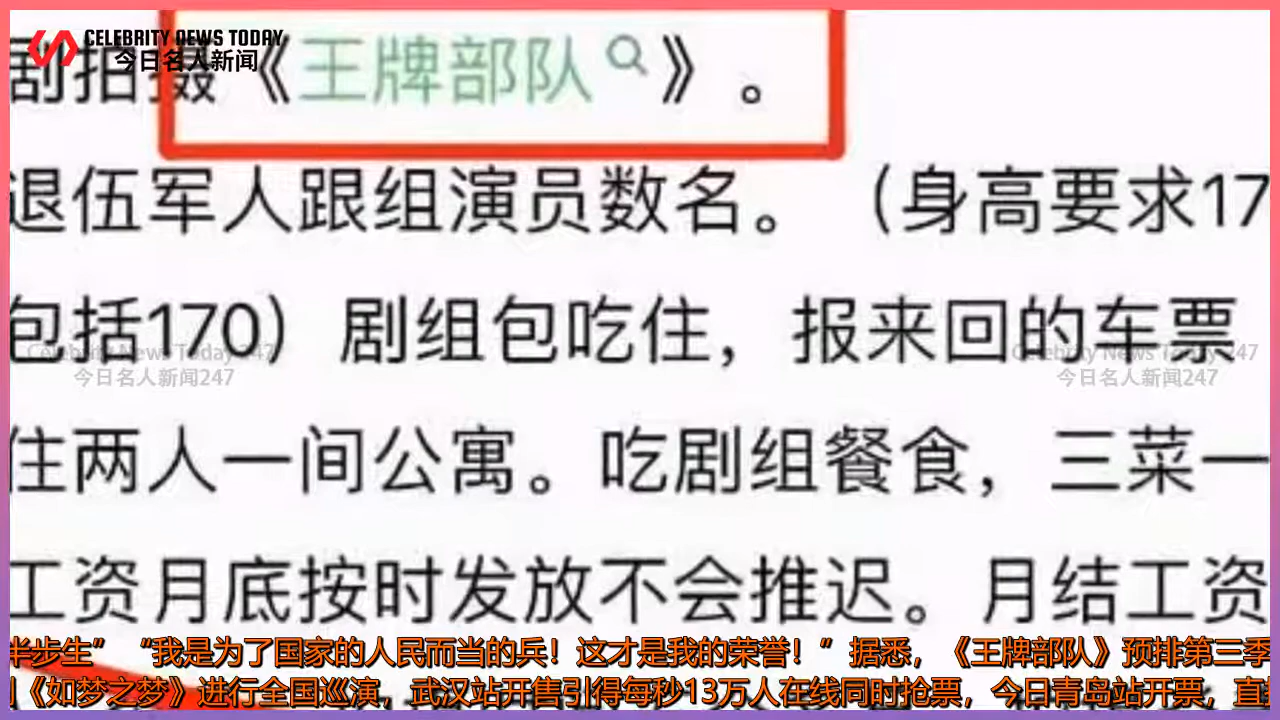 CELEBRITY NEWS TODAY
今日名人新闻
剧拍摄《王牌部队》。
退伍军人跟组演员数名。（身高要求17
包括170）剧组包吃住，报来回的车票
Celebrity News Today 247
今日名人新闻247
Celebrity News Today 247
今日名人新闻247
住两人一间公寓。吃剧组餐食，三菜一
工资月底按时发放不会推迟。月结工资
半步生”“我是为了国家的人民而当的兵！这才是我的荣誉！”据悉，《王牌部队》预排第三季
《如梦之梦》进行全国巡演，武汉站开售引得每秒13万人在线同时抢票，今日青岛站开票，直